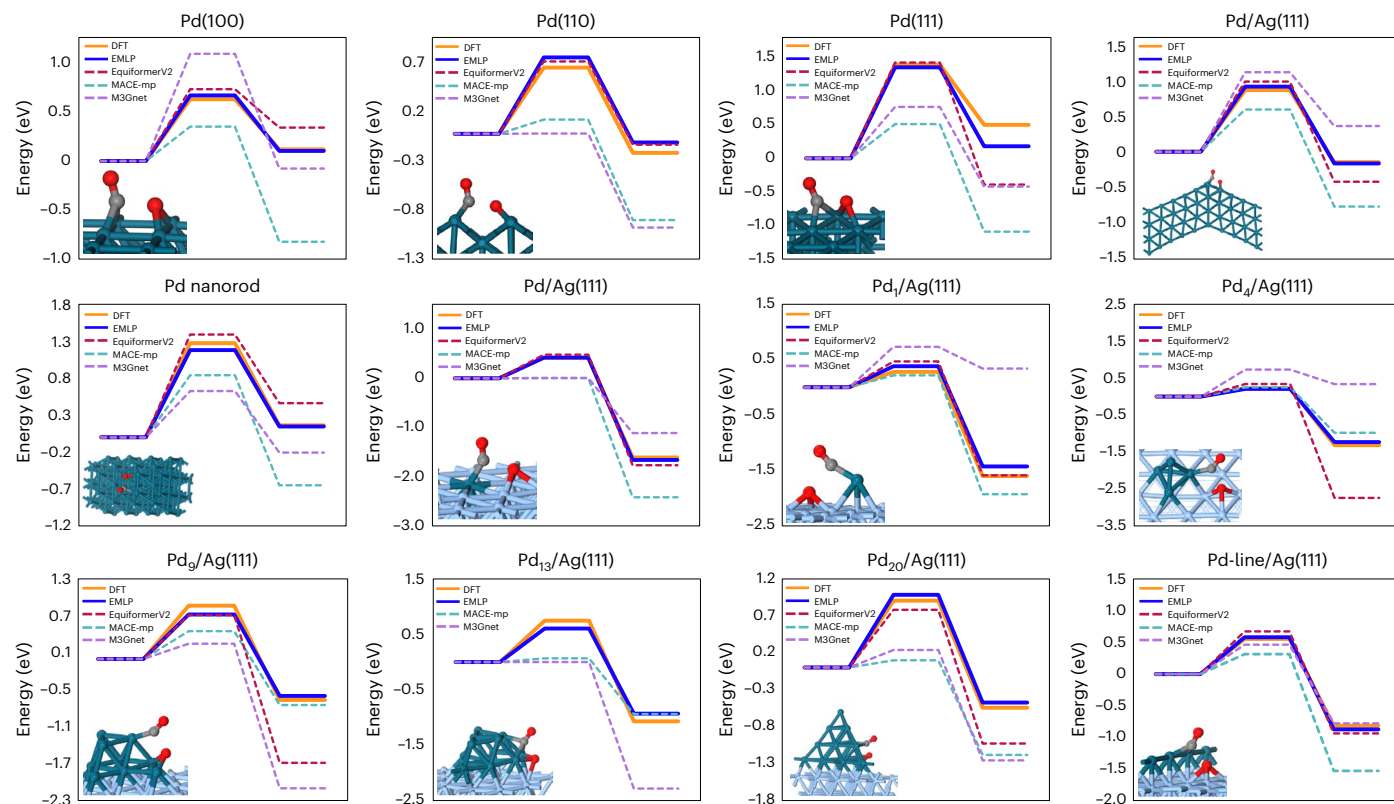 Pd(100)
Energy (eV)
1.0
0.5
0
−0.5
−1.0
DFT
EMLP
EquiformerV2
MACE-mp
M3Gnet
Pd(110)
Energy (eV)
0.7
0.2
−0.3
−0.8
−1.3
DFT
EMLP
EquiformerV2
MACE-mp
M3Gnet
Pd(111)
Energy (eV)
1.5
1.0
0.5
0
−0.5
−1.0
−1.5
DFT
EMLP
EquiformerV2
MACE-mp
M3Gnet
Pd/Ag(111)
Energy (eV)
1.5
1.0
0.5
0
−0.5
−1.0
−1.5
DFT
EMLP
EquiformerV2
MACE-mp
M3Gnet
Pd nanorod
Energy (eV)
1.8
1.3
0.8
0.3
−0.2
−0.7
−1.2
DFT
EMLP
EquiformerV2
MACE-mp
M3Gnet
Pd/Ag(111)
Energy (eV)
1.0
0
−1.0
−2.0
−3.0
DFT
EMLP
EquiformerV2
MACE-mp
M3Gnet
Pd₁/Ag(111)
Energy (eV)
1.5
0.5
−0.5
−1.5
−2.5
DFT
EMLP
EquiformerV2
MACE-mp
M3Gnet
Pd₄/Ag(111)
Energy (eV)
2.5
1.5
0.5
−0.5
−1.5
−2.5
−3.5
DFT
EMLP
EquiformerV2
MACE-mp
M3Gnet
Pd₉/Ag(111)
Energy (eV)
1.3
0.7
0.1
−0.5
−1.1
−1.7
−2.3
DFT
EMLP
EquiformerV2
MACE-mp
M3Gnet
Pd₁₃/Ag(111)
Energy (eV)
1.5
0.5
−0.5
−1.5
−2.5
DFT
EMLP
MACE-mp
M3Gnet
Pd₂₀/Ag(111)
Energy (eV)
1.2
0.7
0.2
−0.3
−0.8
−1.3
−1.8
DFT
EMLP
EquiformerV2
MACE-mp
M3Gnet
Pd-line/Ag(111)
Energy (eV)
1.5
1.0
0.5
0
−0.5
−1.0
−1.5
−2.0
DFT
EMLP
EquiformerV2
MACE-mp
M3Gnet